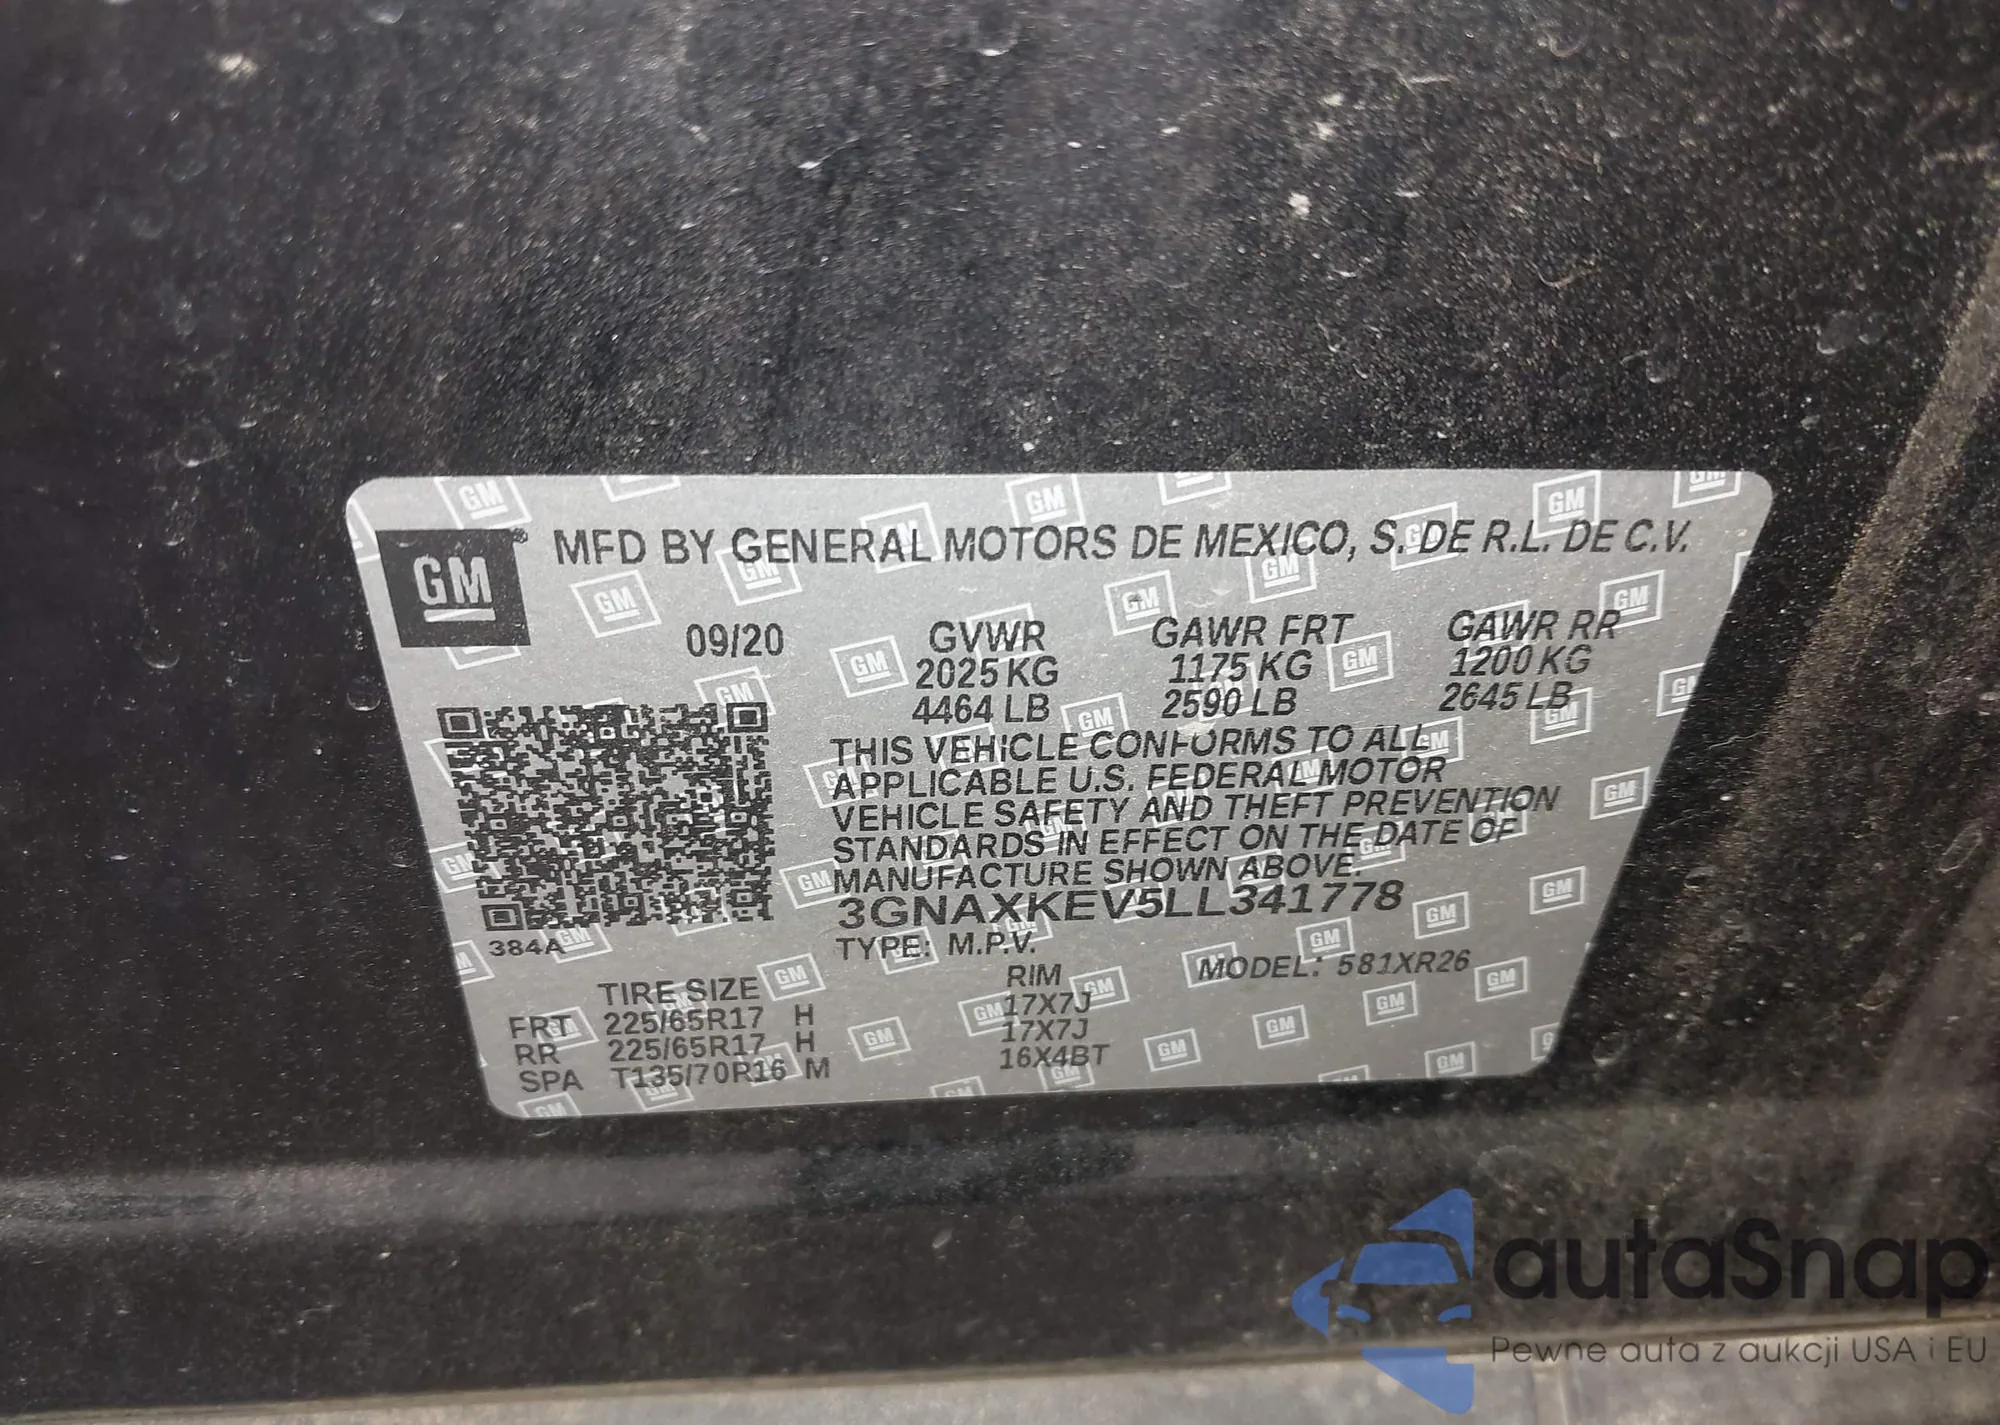 GM®
MFD BY GENERAL MOTORS DE MEXICO, S. DE R.L. DE C.V.
09/20 GVWR GAWR FRT GAWR RR
2025 KG 1175 KG 1200 KG
4464 LB 2590 LB 2645 LB
THIS VEHICLE CONFORMS TO ALL
APPLICABLE U.S. FEDERAL MOTOR
VEHICLE SAFETY AND THEFT PREVENTION
STANDARDS IN EFFECT ON THE DATE OF
MANUFACTURE SHOWN ABOVE.
3GNAXKEV5LL341778
384A
TYPE: M.P.V.
MODEL: 581XR26
TIRE SIZE RIM
FRT 225/65R17 H 17X7J
RR 225/65R17 H 17X7J
SPA T135/70R16 M 16X4BT
autaSnap
Pewne auta z aukcji USA i EU